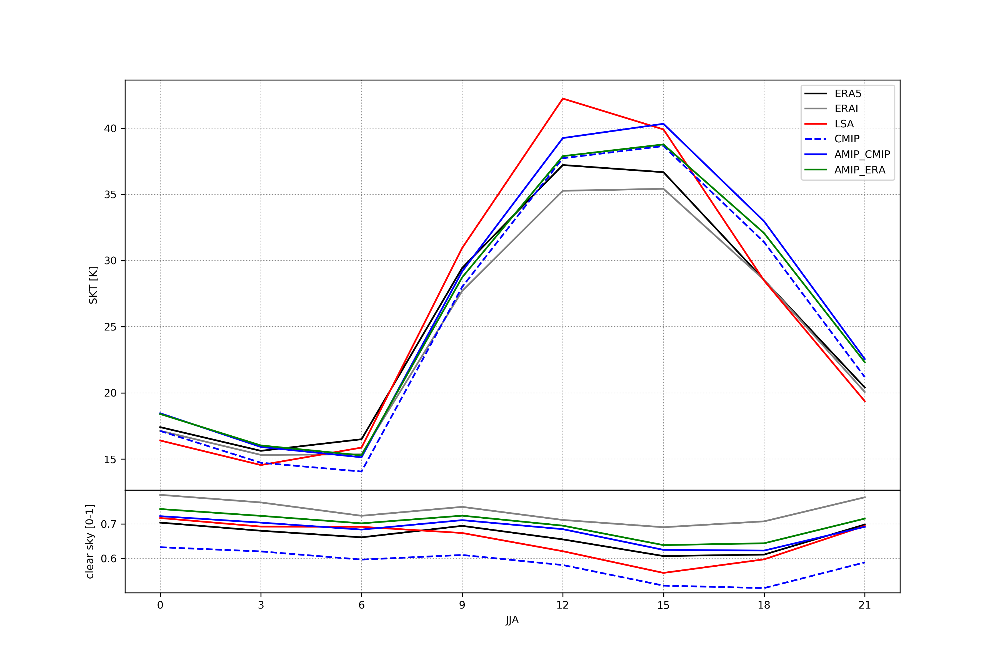 ERA5
ERAI
LSA
CMIP
AMIP_CMIP
AMIP_ERA
40
35
30
25
20
15
SKT [K]
0.7
0.6
clear sky [0-1]
0 3 6 9 12 15 18 21
JJA